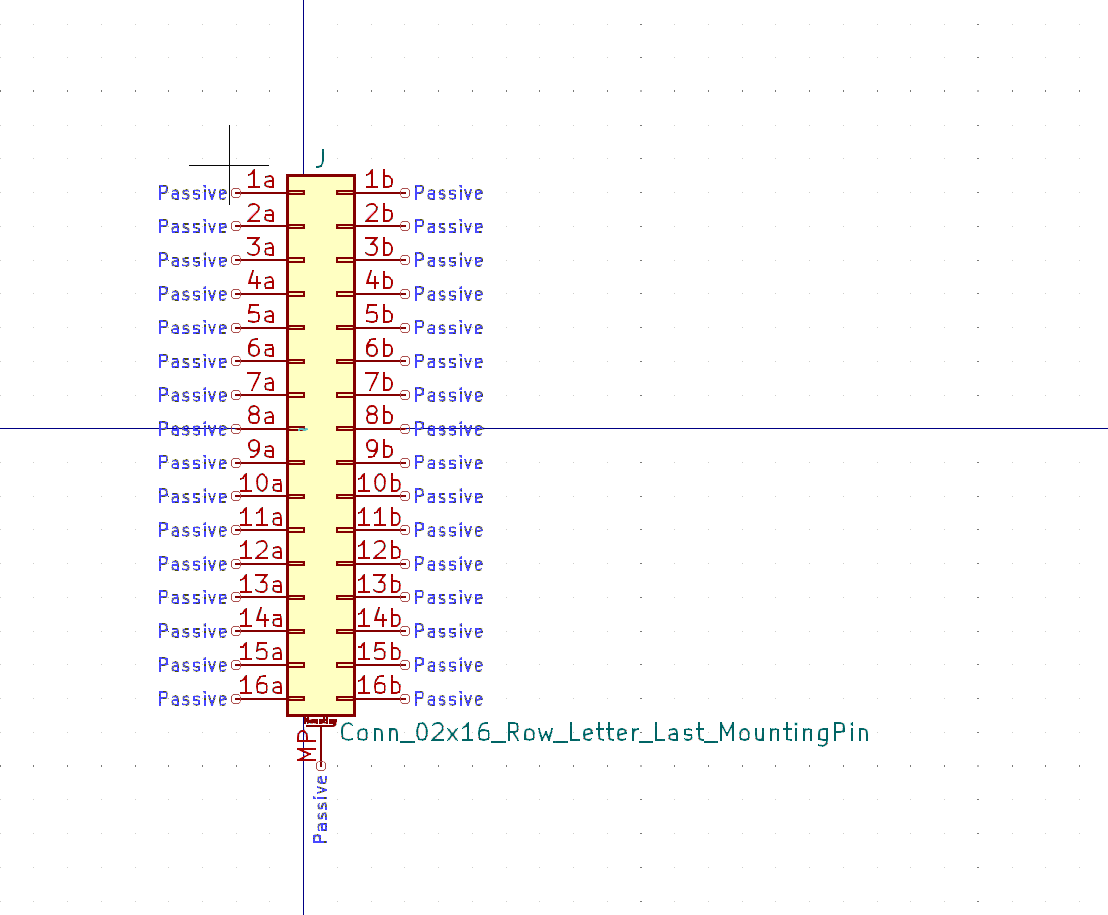 J
Passive 1a 1b Passive
Passive 2a 2b Passive
Passive 3a 3b Passive
Passive 4a 4b Passive
Passive 5a 5b Passive
Passive 6a 6b Passive
Passive 7a 7b Passive
Passive 8a 8b Passive
Passive 9a 9b Passive
Passive 10a 10b Passive
Passive 11a 11b Passive
Passive 12a 12b Passive
Passive 13a 13b Passive
Passive 14a 14b Passive
Passive 15a 15b Passive
Passive 16a 16b Passive
MP
Conn_02x16_Row_Letter_Last_MountingPin
Passive